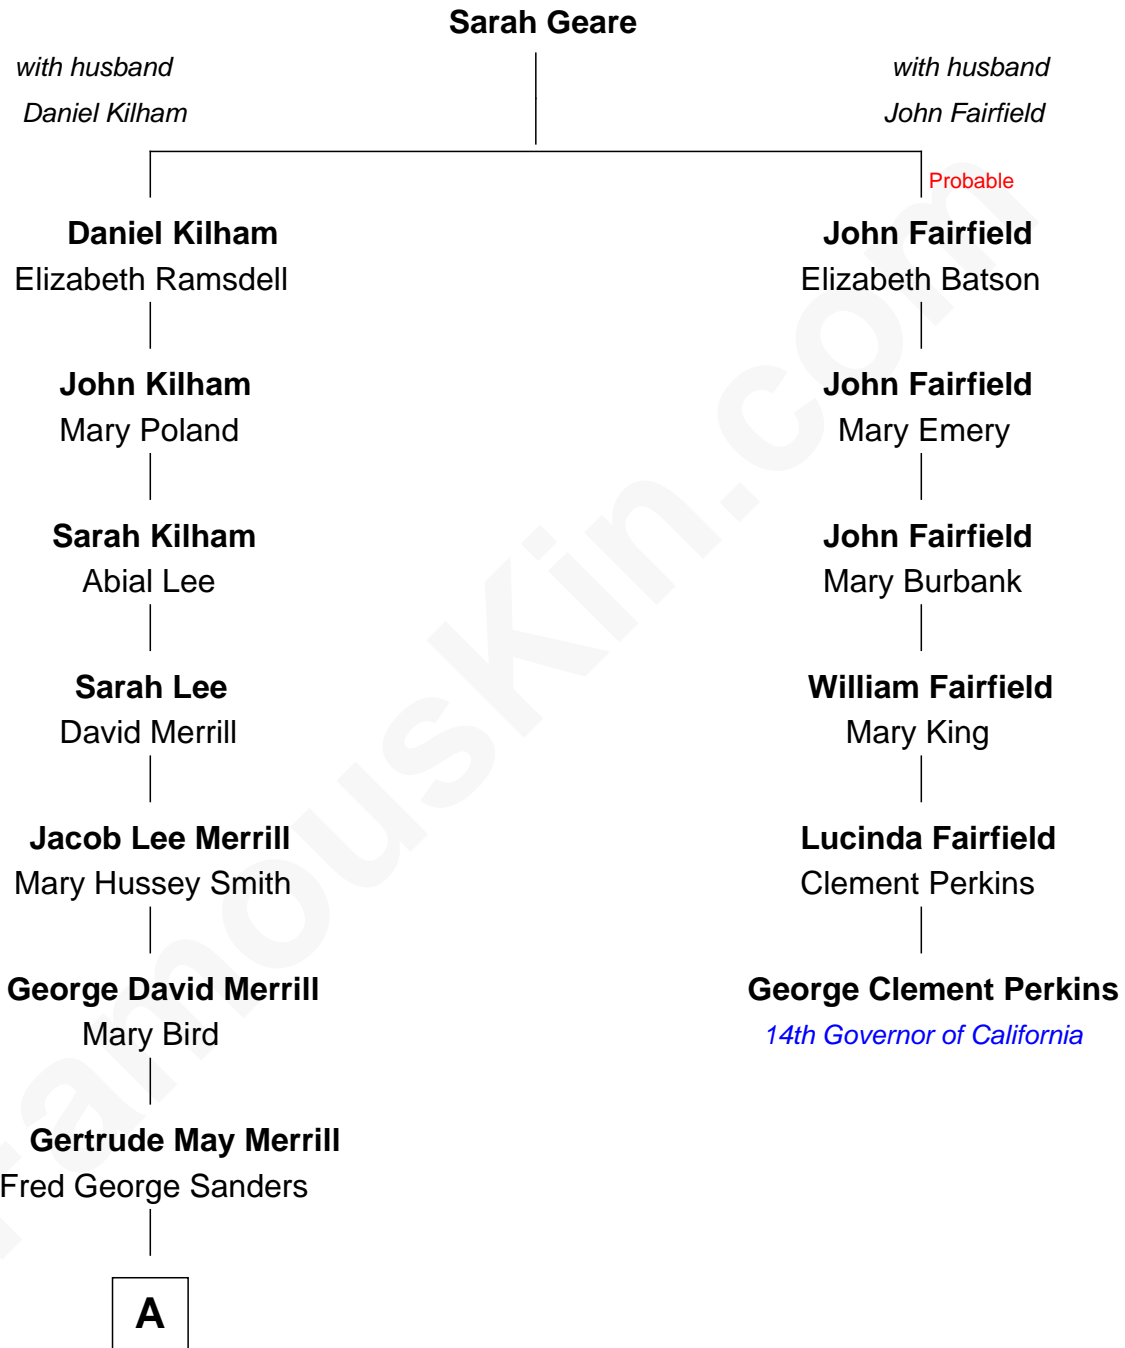 Sarah Geare
with husband
Daniel Kilham
with husband
John Fairfield
Probable
Daniel Kilham
Elizabeth Ramsdell
John Fairfield
Elizabeth Batson
John Kilham
Mary Poland
John Fairfield
Mary Emery
Sarah Kilham
Abial Lee
John Fairfield
Mary Burbank
Sarah Lee
David Merrill
William Fairfield
Mary King
Jacob Lee Merrill
Mary Hussey Smith
Lucinda Fairfield
Clement Perkins
George David Merrill
Mary Bird
George Clement Perkins
14th Governor of California
Gertrude May Merrill
Fred George Sanders
A
FamousKin.com